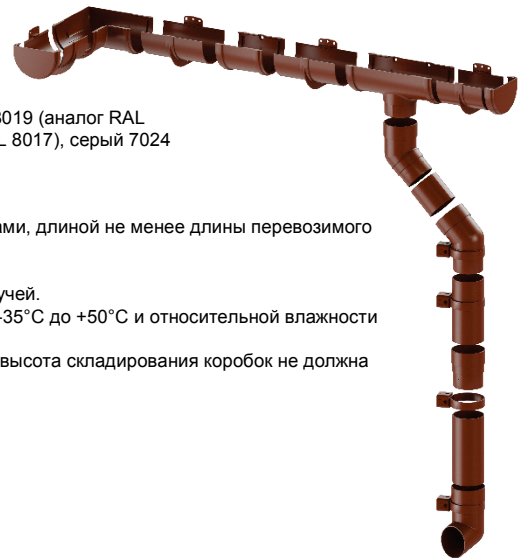 8019 (аналог RAL
L 8017), серый 7024
ами, длиной не менее длины перевозимого
учей.
-35°C до +50°C и относительной влажности
высота складирования коробок не должна